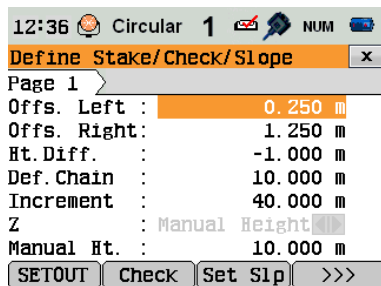 12:36 Circular 1 NUM
Define Stake/Check/Slope x
Page 1
Offs. Left : 0.250 m
Offs. Right: 1.250 m
Ht.Diff. : -1.000 m
Def.Chain : 10.000 m
Increment : 40.000 m
Z : Manual Height
Manual Ht. : 10.000 m
SETOUT Check Set Slp >>>